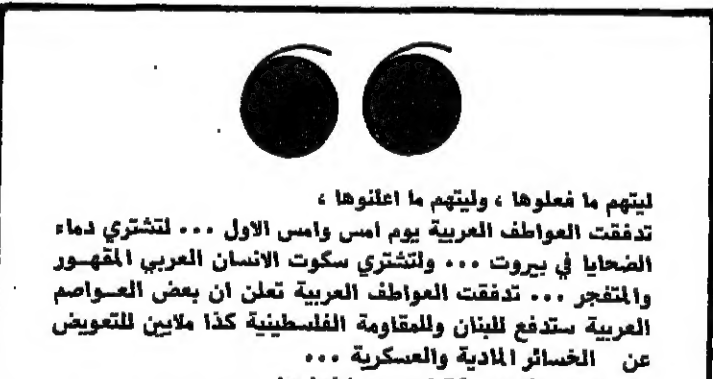 ليتهم ما فعلوها ، وليتهم ما اعلنوها ،
تدفقت العواطف العربية يوم امس وامس الاول ... لتشتري دماء
الضحايا في بيروت ... ولتشتري سكوت الانسان العربي المقهور
والمتفجر ... تدفقت العواطف العربية تعلن ان بعض العواصم
العربية ستدفع للبنان وللمقاومة الفلسطينية كذا ملايين للتعويض
عن الخسائر المادية والعسكرية ...